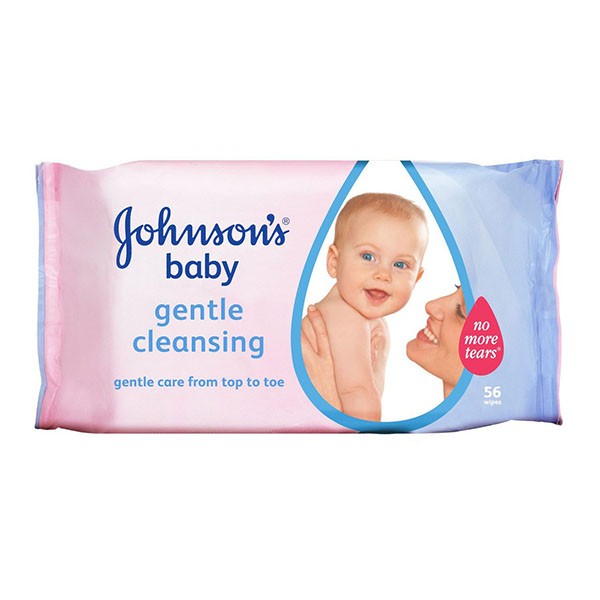 Johnson's®
baby
gentle
cleansing
gentle care from top to toe
no
more
tears®
56
wipes